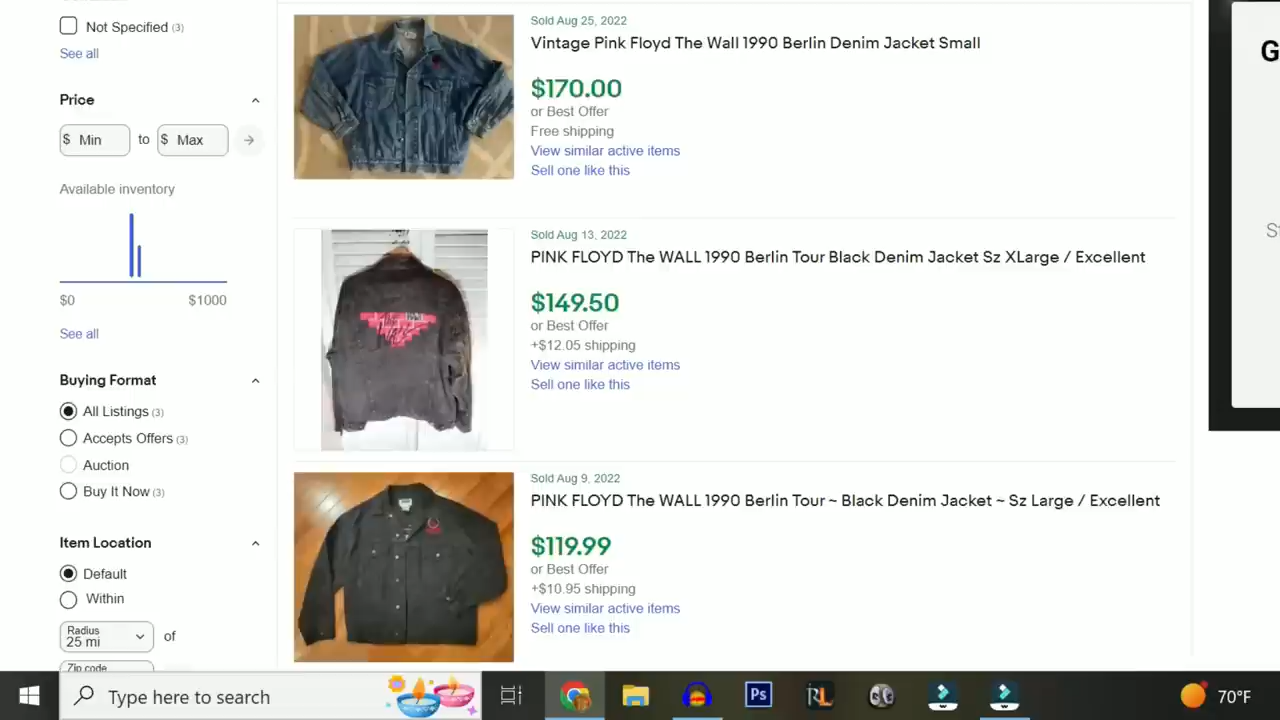 Not Specified (3)
See all
Price
$ Min to $ Max
Available inventory
$0 $1000
See all
Buying Format
All Listings (3)
Accepts Offers (3)
Auction
Buy It Now (3)
Item Location
Default
Within
Radius
25 mi of
Zip code
Sold Aug 25, 2022
Vintage Pink Floyd The Wall 1990 Berlin Denim Jacket Small
$170.00
or Best Offer
Free shipping
View similar active items
Sell one like this
Sold Aug 13, 2022
PINK FLOYD The WALL 1990 Berlin Tour Black Denim Jacket Sz XLarge / Excellent
$149.50
or Best Offer
+$12.05 shipping
View similar active items
Sell one like this
Sold Aug 9, 2022
PINK FLOYD The WALL 1990 Berlin Tour ~ Black Denim Jacket ~ Sz Large / Excellent
$119.99
or Best Offer
+$10.95 shipping
View similar active items
Sell one like this
G
St
Type here to search
Ps
RL
70°F